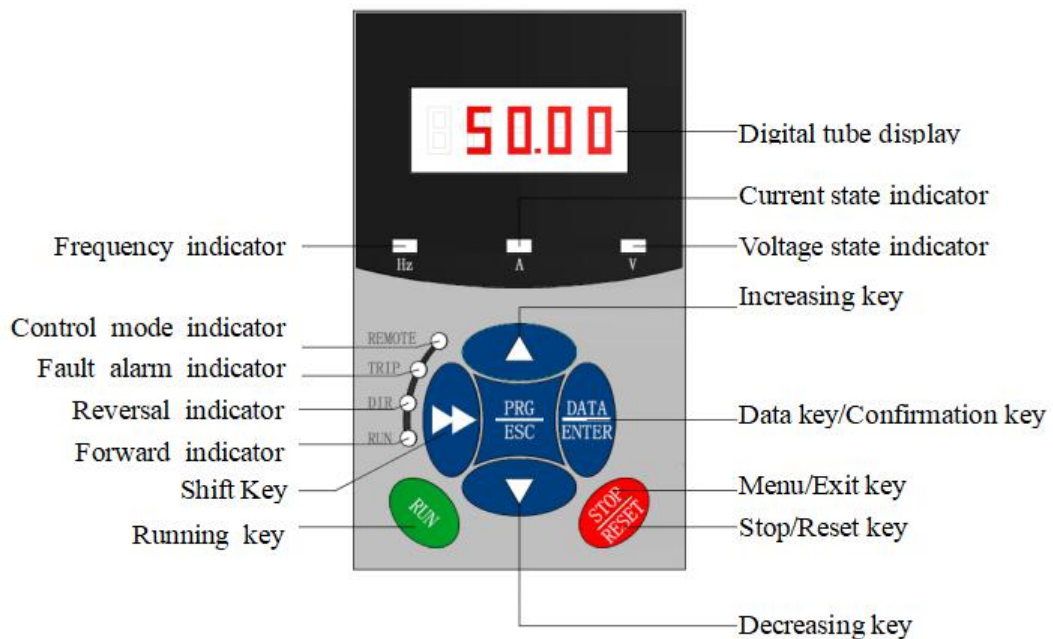 50.00
Digital tube display
Current state indicator
Frequency indicator
Hz
A
V
Voltage state indicator
Increasing key
Control mode indicator
REMOTE
Fault alarm indicator
TRIP
Reversal indicator
DIR
Forward indicator
RUN
PRG
ESC
DATA
ENTER
Data key/Confirmation key
Shift Key
Running key
RUN
STOP
RESET
Menu/Exit key
Stop/Reset key
Decreasing key